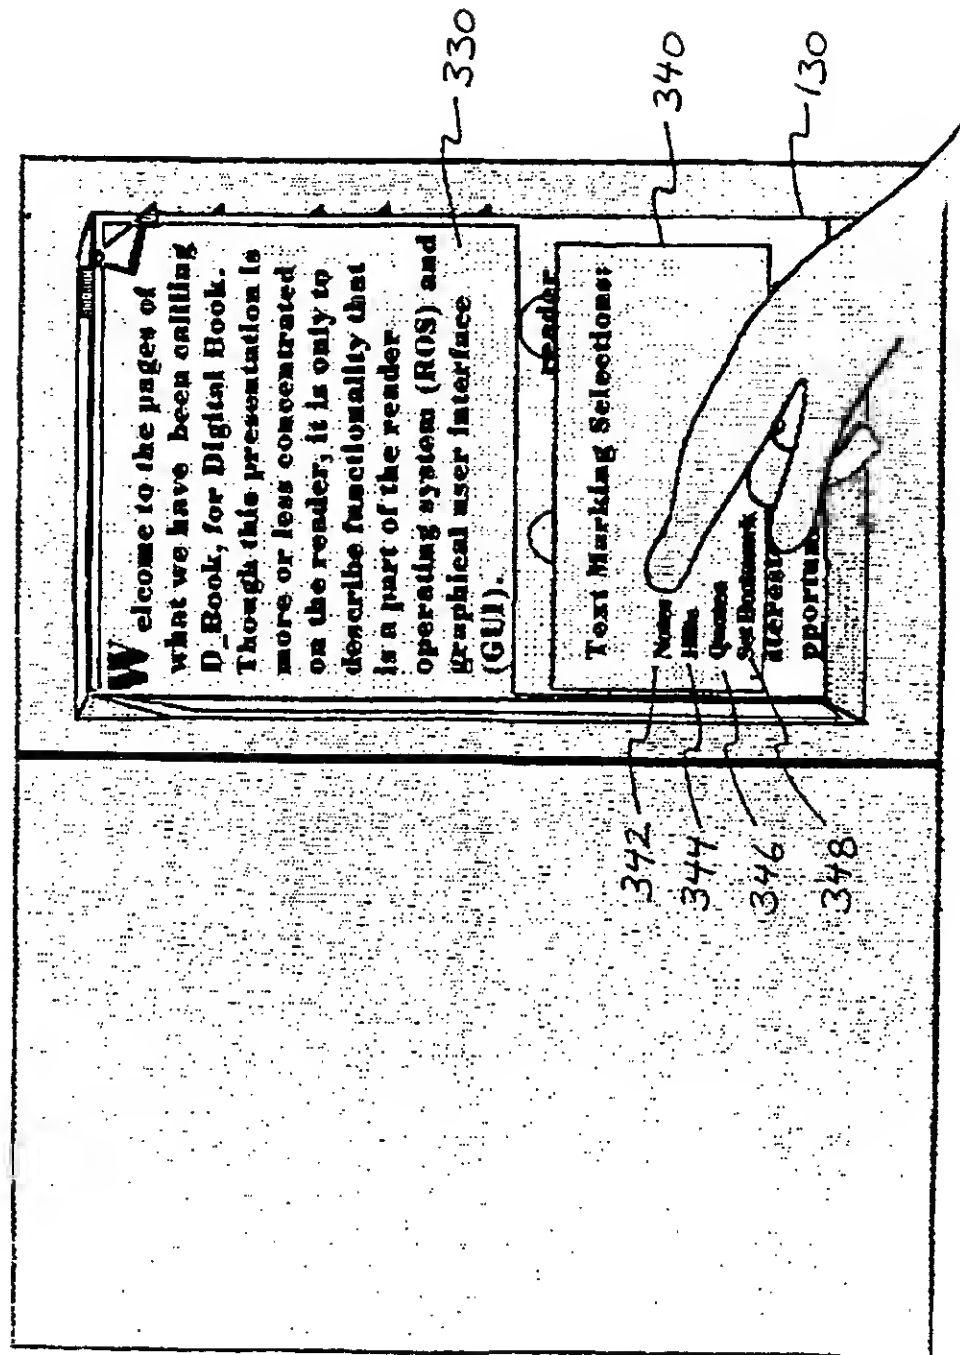 Welcome to the pages of
what we have been calling
D_Book, for Digital Book.
Though this presentation is
more or less concentrated
on the reader, it is only to
describe functionality that
is a part of the reader
operating system (ROS) and
graphical user interface
(GUI).
reader
Text Marking Selections:
Notes
Quotes
Set Bookmark
330
340
130
342
344
346
348